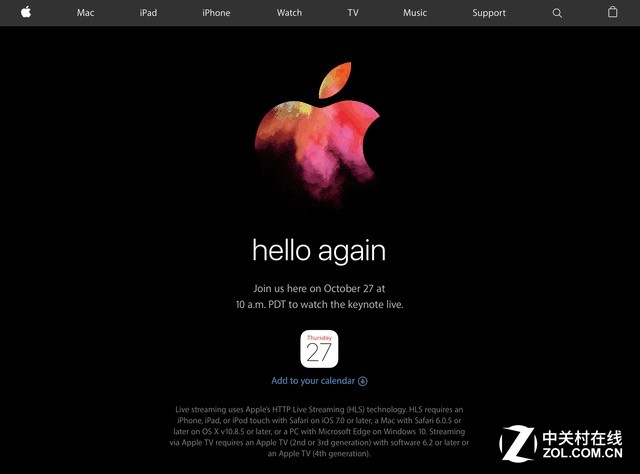 Mac iPad iPhone Watch TV Music Support
hello again
Join us here on October 27 at
10 a.m. PDT to watch the keynote live.
Thursday
27
Add to your calendar
Live streaming uses Apple's HTTP Live Streaming (HLS) technology. HLS requires an
iPhone, iPad, or iPod touch with Safari on iOS 7.0 or later, a Mac with Safari 6.0.5 or
later on OS X v10.8.5 or later, or a PC with Microsoft Edge on Windows 10. Streaming
via Apple TV requires an Apple TV (2nd or 3rd generation) with software 6.2 or later or
an Apple TV (4th generation).
中关村在线
ZOL.COM.CN